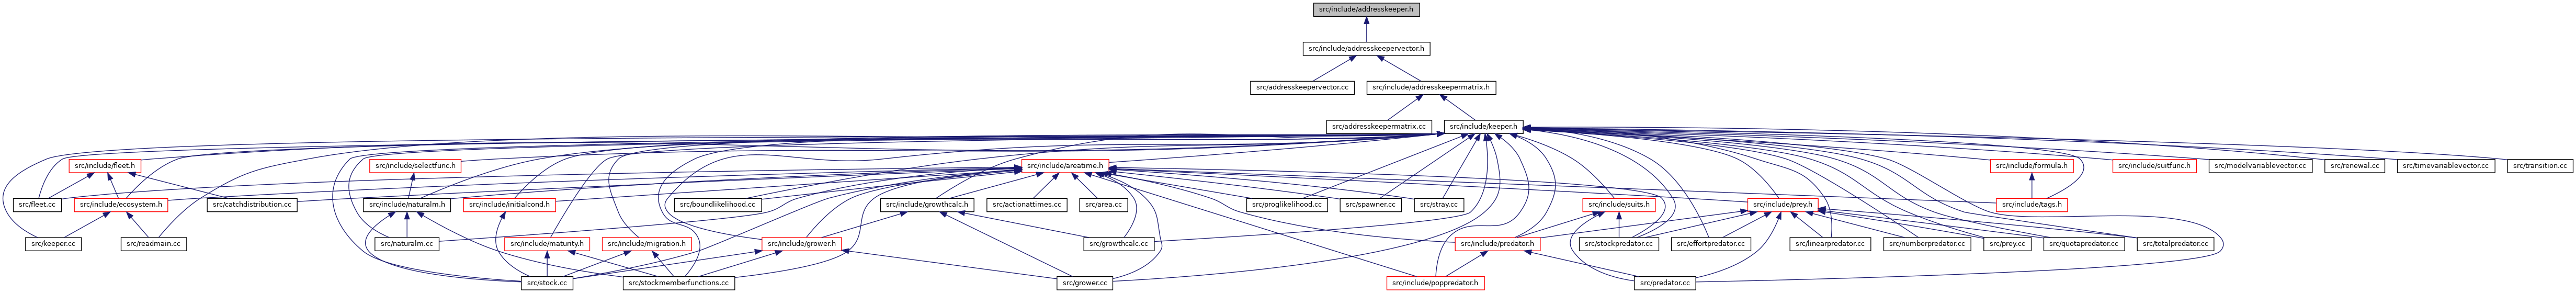 src/include/addresskeeper.h
src/include/addresskeepervector.h
src/addresskeepervector.cc
src/include/addresskeepermatrix.h
src/addresskeepermatrix.cc
src/include/keeper.h
src/include/fleet.h
src/include/selectfunc.h
src/include/areatime.h
src/include/formula.h
src/include/suitfunc.h
src/modelvariablevector.cc
src/renewal.cc
src/timevariablevector.cc
src/transition.cc
src/fleet.cc
src/include/ecosystem.h
src/catchdistribution.cc
src/include/naturalm.h
src/include/initialcond.h
src/boundlikelihood.cc
src/include/growthcalc.h
src/actionattimes.cc
src/area.cc
src/proglikelihood.cc
src/spawner.cc
src/stray.cc
src/include/suits.h
src/include/prey.h
src/include/tags.h
src/keeper.cc
src/readmain.cc
src/naturalm.cc
src/include/maturity.h
src/include/migration.h
src/include/grower.h
src/growthcalc.cc
src/include/predator.h
src/stockpredator.cc
src/effortpredator.cc
src/linearpredator.cc
src/numberpredator.cc
src/prey.cc
src/quotapredator.cc
src/totalpredator.cc
src/stock.cc
src/stockmemberfunctions.cc
src/grower.cc
src/include/poppredator.h
src/predator.cc